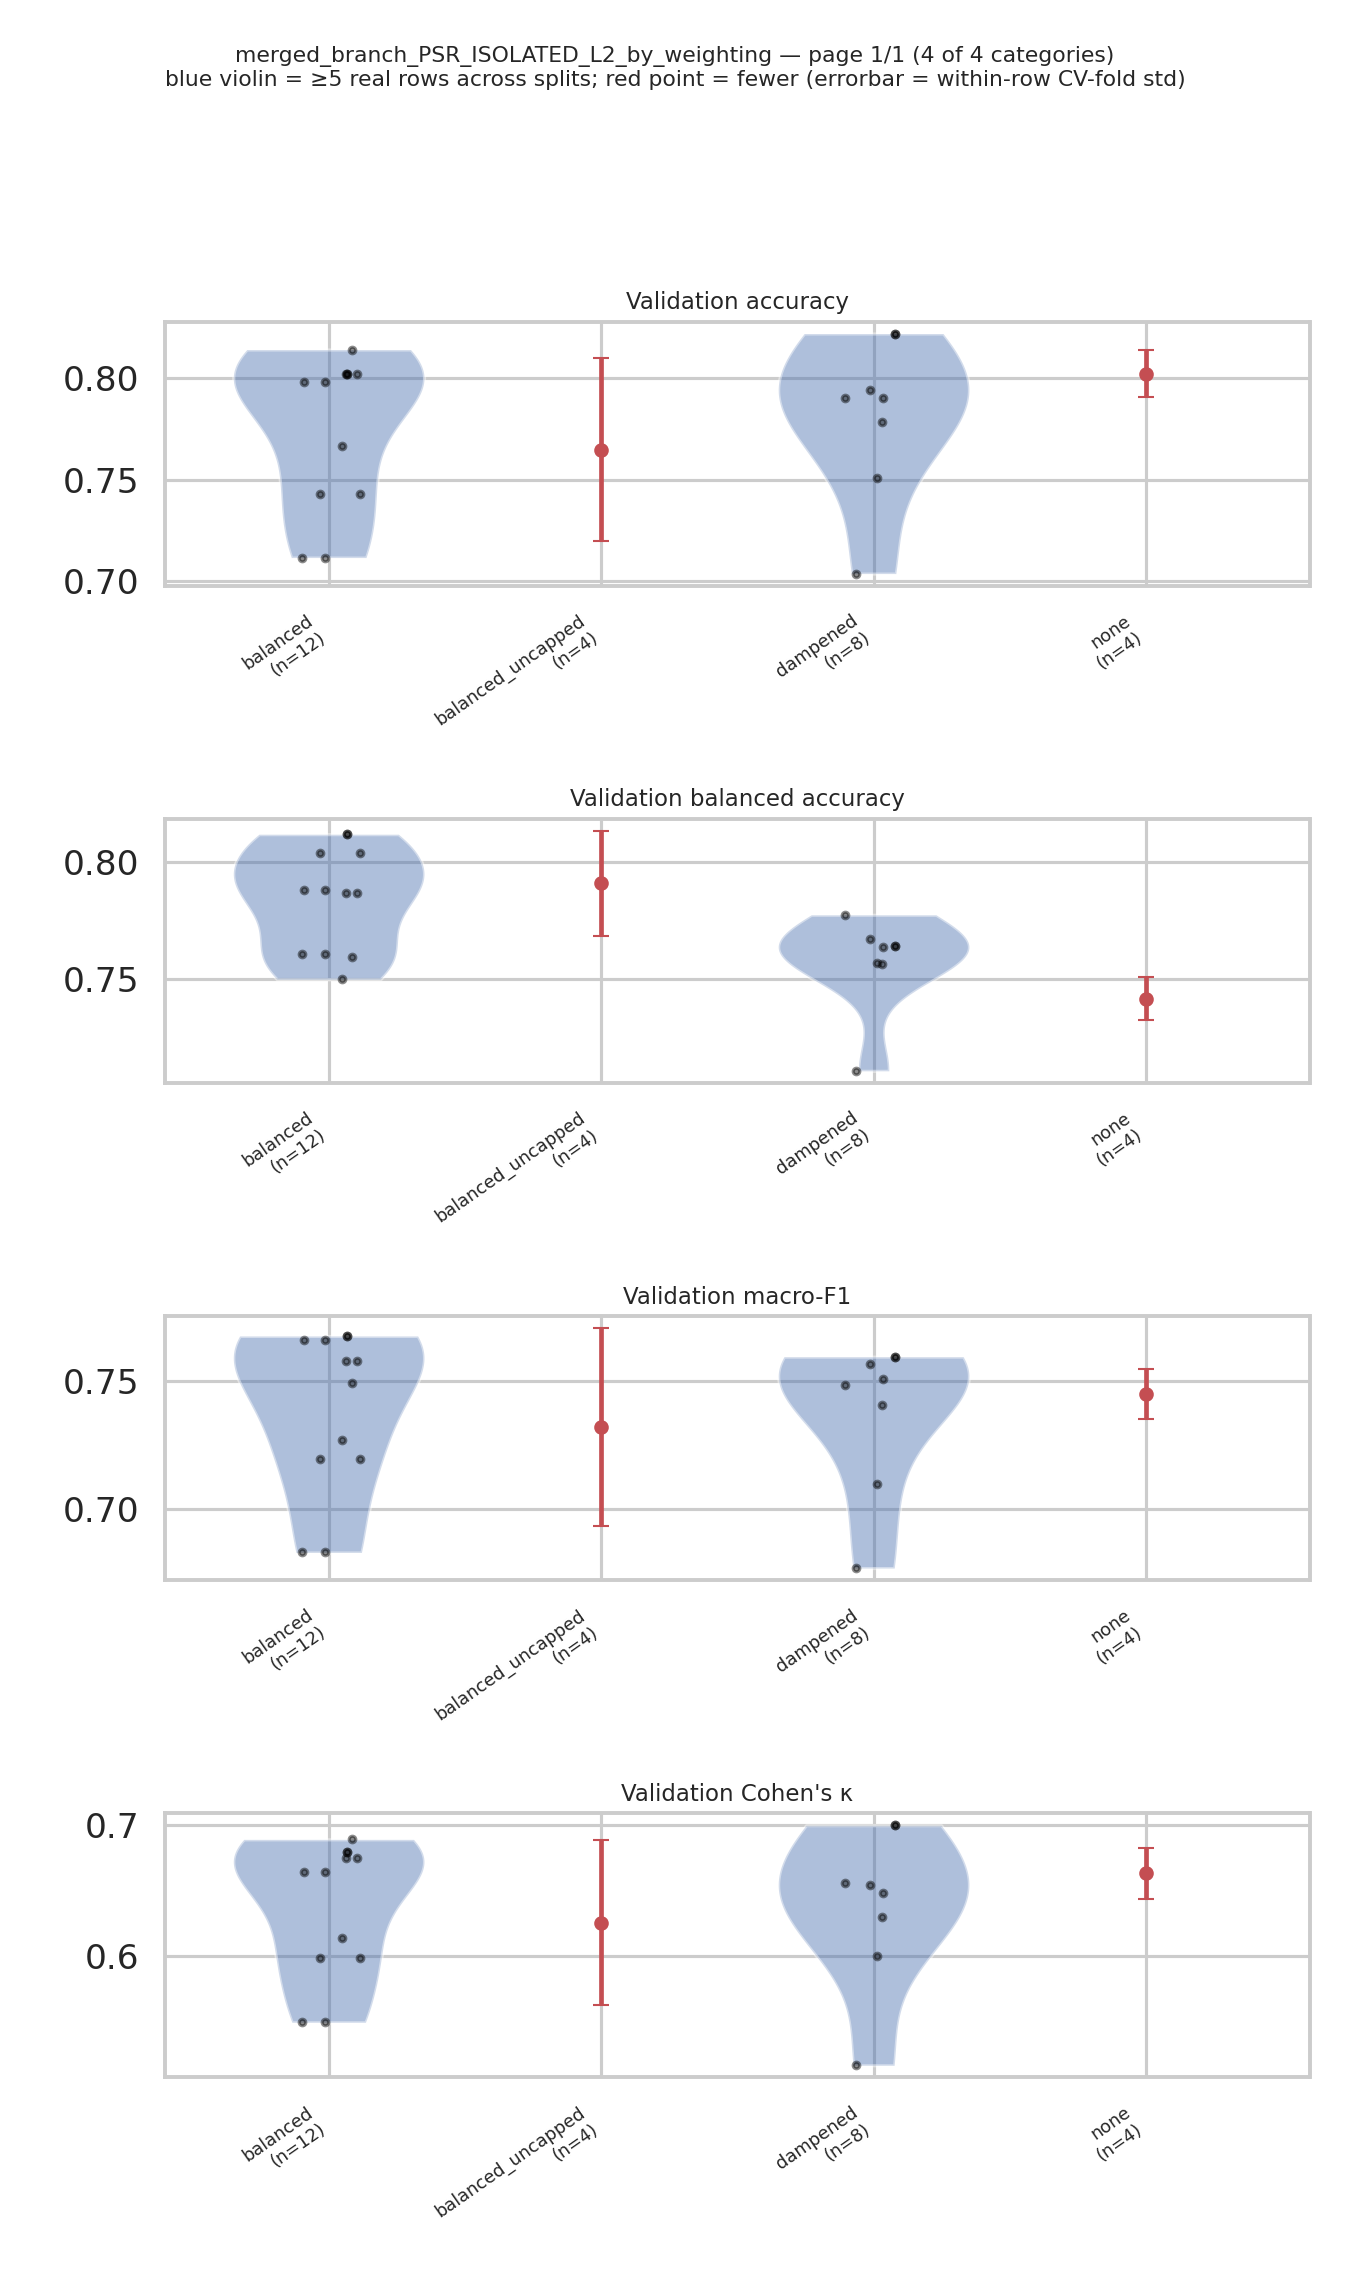 merged_branch_PSR_ISOLATED_L2_by_weighting — page 1/1 (4 of 4 categories)
blue violin = ≥5 real rows across splits; red point = fewer (errorbar = within-row CV-fold std)
Validation accuracy
0.80
0.75
0.70
balanced
(n=12)
balanced_uncapped
(n=4)
dampened
(n=8)
none
(n=4)
Validation balanced accuracy
0.80
0.75
balanced
(n=12)
balanced_uncapped
(n=4)
dampened
(n=8)
none
(n=4)
Validation macro-F1
0.75
0.70
balanced
(n=12)
balanced_uncapped
(n=4)
dampened
(n=8)
none
(n=4)
Validation Cohen's κ
0.7
0.6
balanced
(n=12)
balanced_uncapped
(n=4)
dampened
(n=8)
none
(n=4)